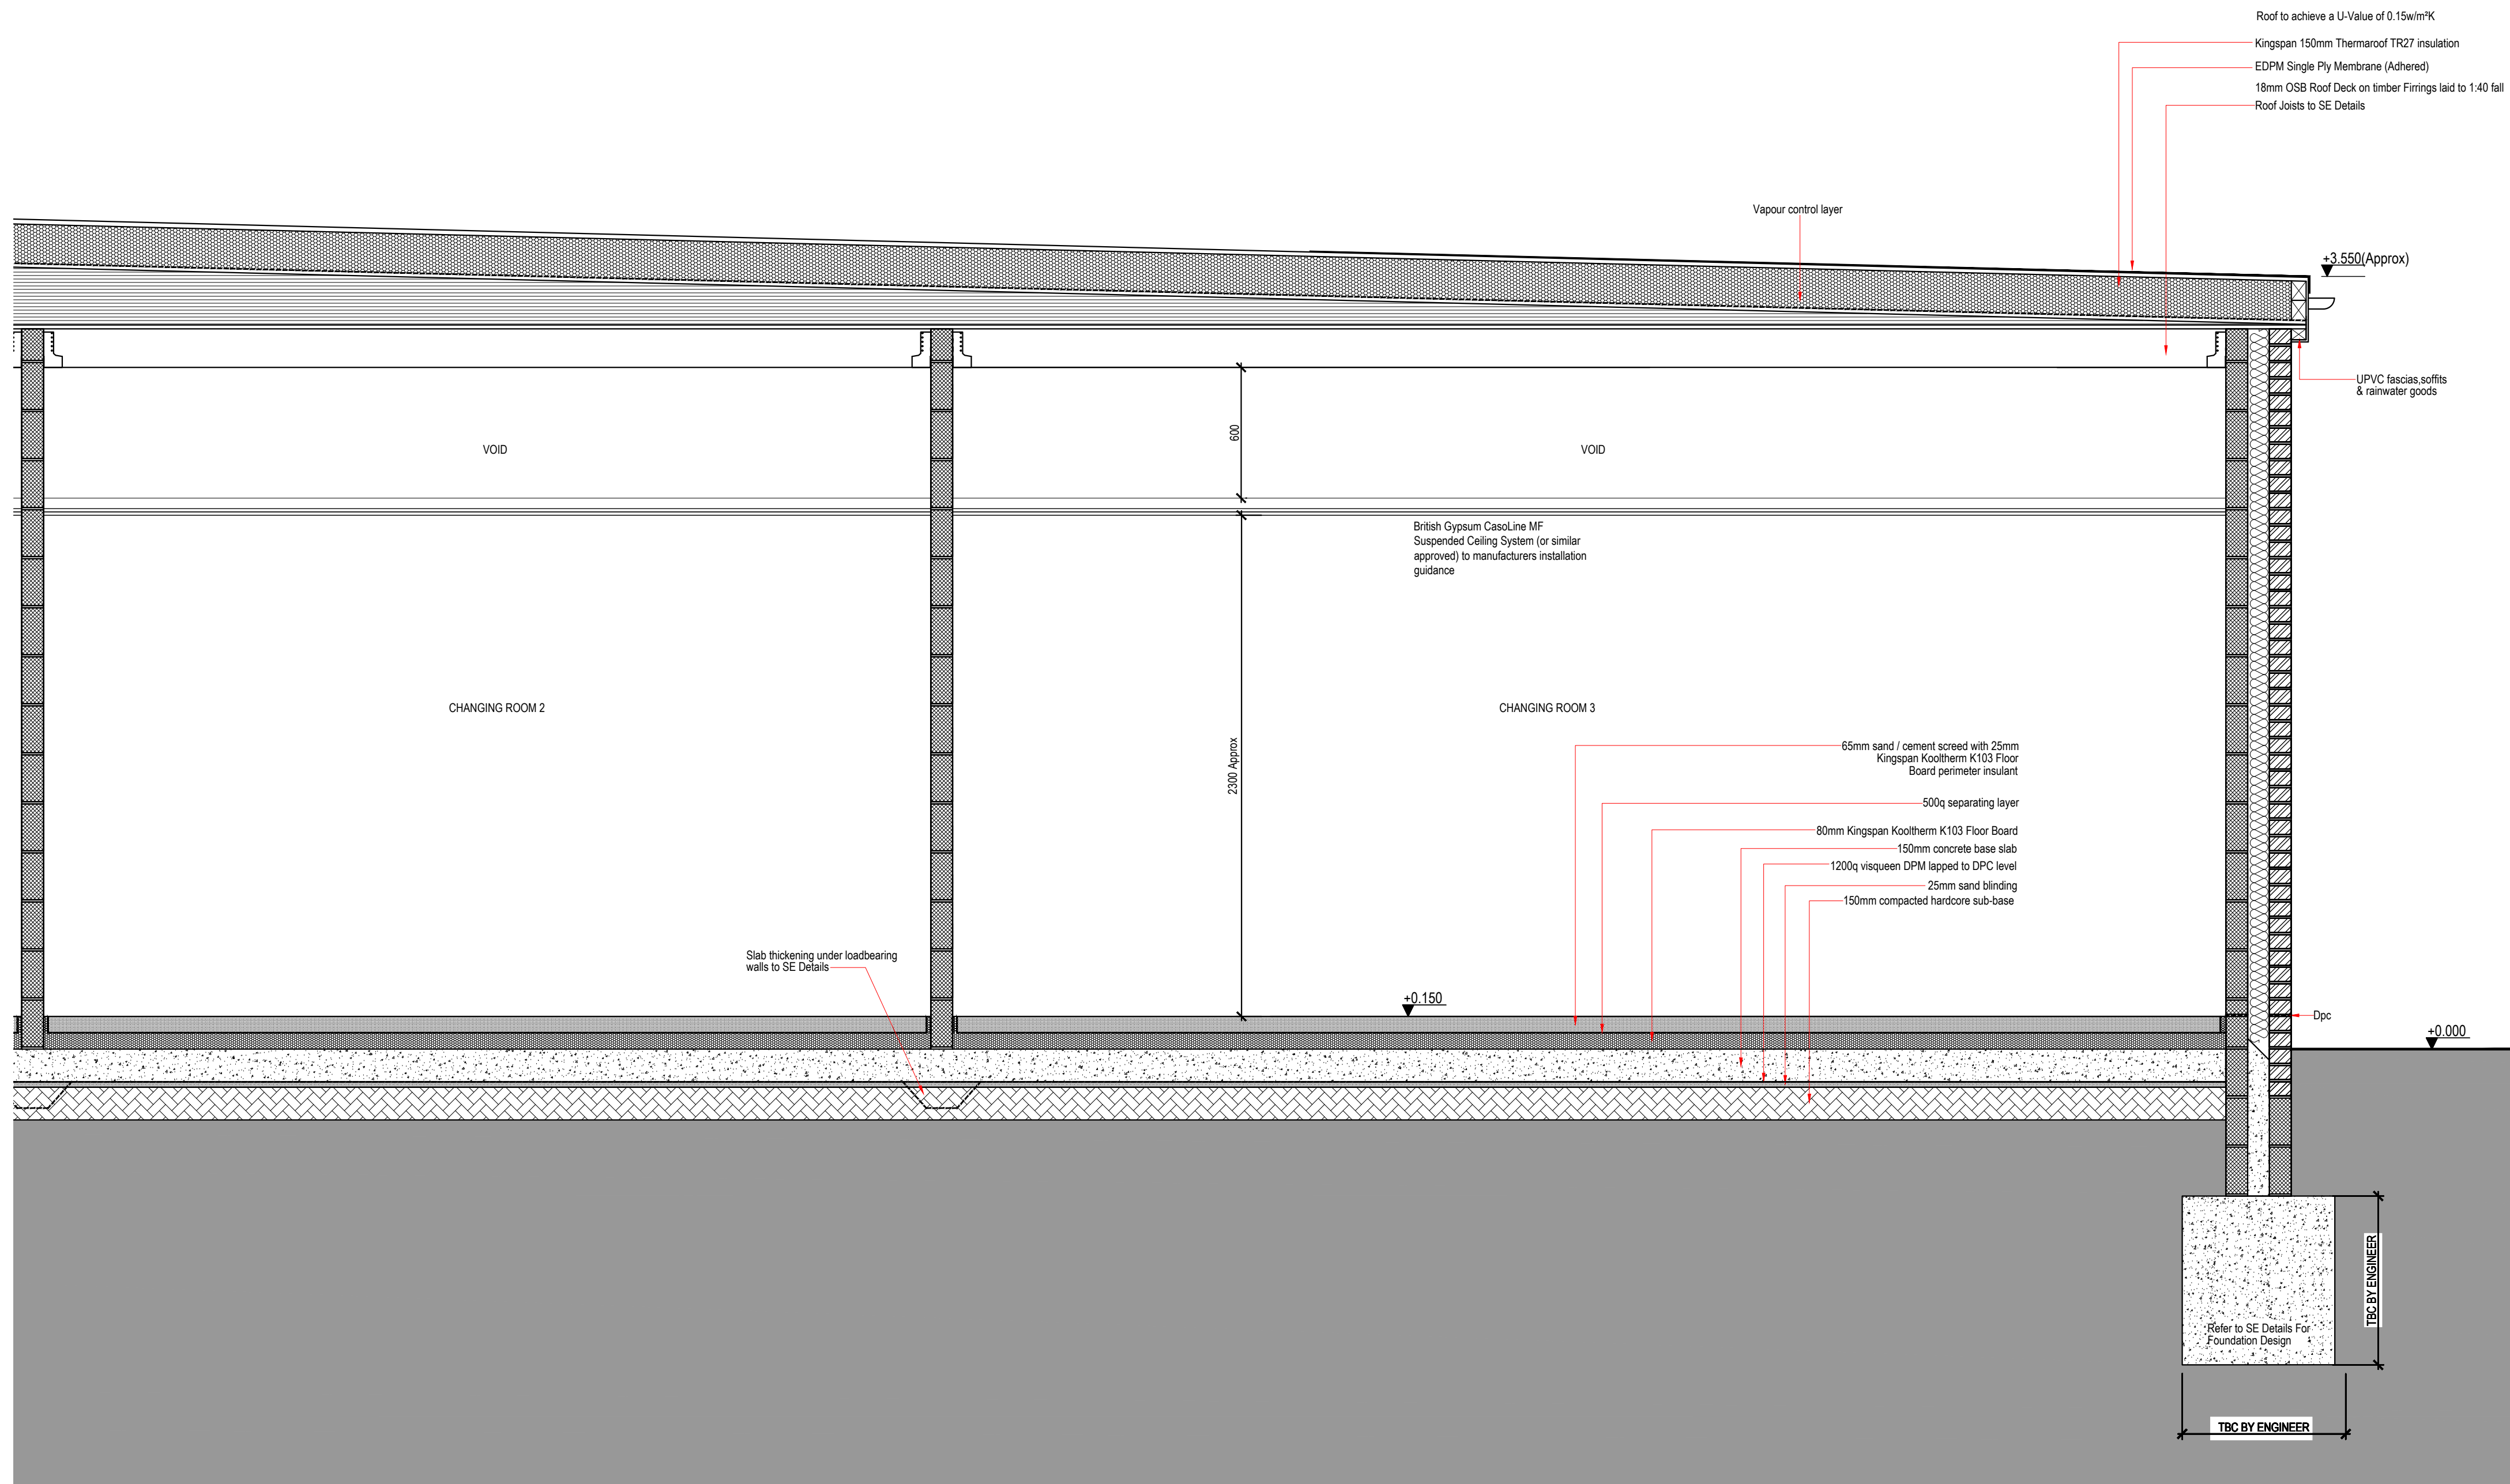 Roof to achieve a U-Value of 0.15w/m²K
Kingspan 150mm Thermaroof TR27 insulation
EDPM Single Ply Membrane (Adhered)
18mm OSB Roof Deck on timber Firrings laid to 1:40 fall
Roof Joists to SE Details
Vapour control layer
+3.550(Approx)
UPVC fascias,soffits
& rainwater goods
600
VOID
VOID
British Gypsum CasoLine MF
Suspended Ceiling System (or similar
approved) to manufacturers installation
guidance
CHANGING ROOM 2
CHANGING ROOM 3
2300 Approx
65mm sand / cement screed with 25mm
Kingspan Kooltherm K103 Floor
Board perimeter insulant
500q separating layer
80mm Kingspan Kooltherm K103 Floor Board
150mm concrete base slab
1200q visqueen DPM lapped to DPC level
25mm sand blinding
150mm compacted hardcore sub-base
Slab thickening under loadbearing
walls to SE Details
+0.150
Dpc
+0.000
TBC BY ENGINEER
Refer to SE Details For
Foundation Design
TBC BY ENGINEER